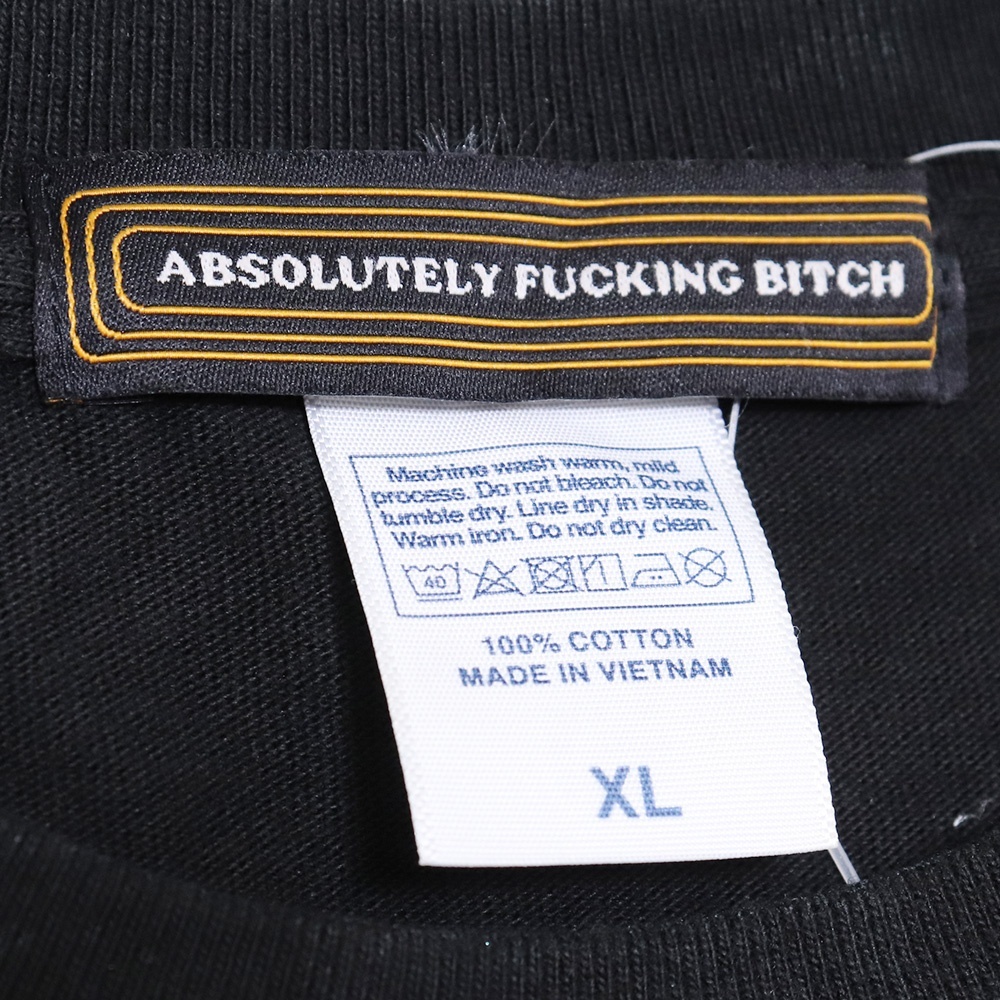 ABSOLUTELY FUCKING BITCH
Machine wash warm, mild
process. Do not bleach. Do not
tumble dry. Line dry in shade.
Warm iron. Do not dry clean.
40
100% COTTON
MADE IN VIETNAM
XL